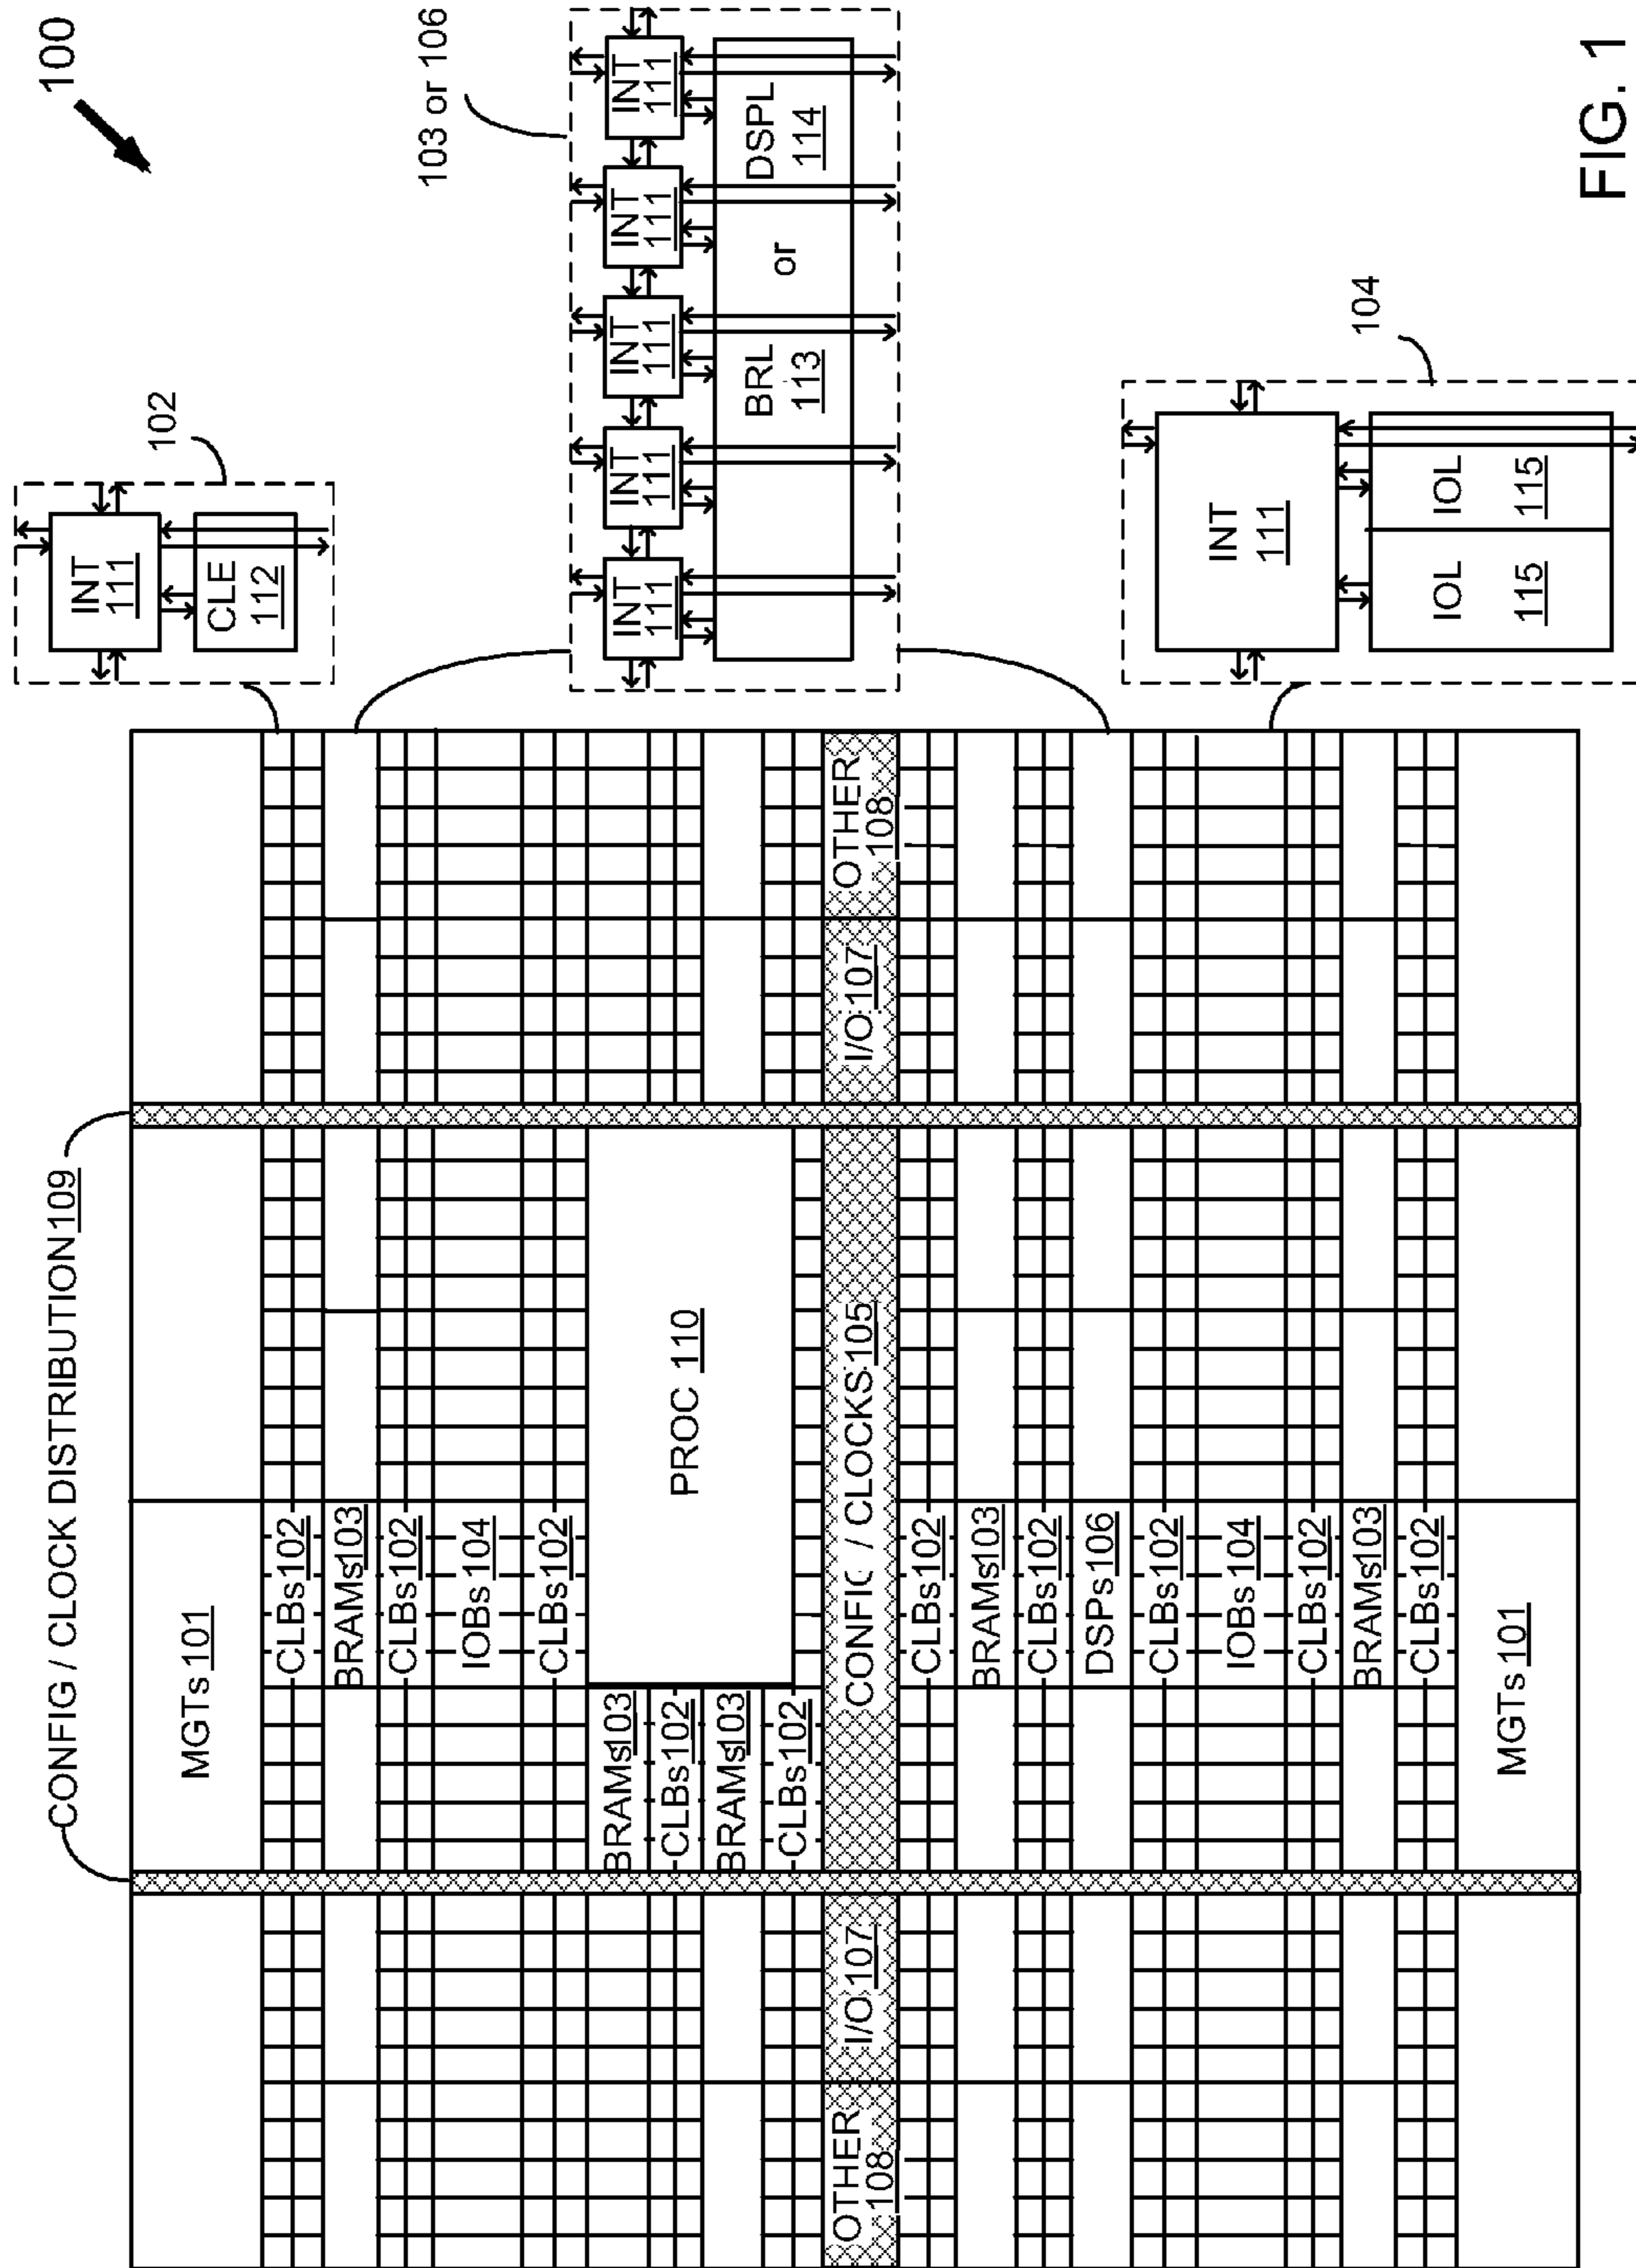 100
CONFIG / CLOCK DISTRIBUTION 109
MGTs 101
CLBs 102
BRAMs 103
CLBs 102
IOBs 104
CLBs 102
BRAMs 103
CLBs 102
BRAMs 103
CLBs 102
PROC 110
OTHER
108
I/O 107
CONFIG / CLOCKS 105
I/O 107
OTHER
108
CLBs 102
BRAMs 103
CLBs 102
DSPs 106
CLBs 102
IOBs 104
CLBs 102
BRAMs 103
CLBs 102
MGTs 101
102
INT
111
CLE
112
103 or 106
INT
111
INT
111
INT
111
INT
111
INT
111
BRL
113
or
DSPL
114
104
INT
111
IOL
115
IOL
115
FIG. 1